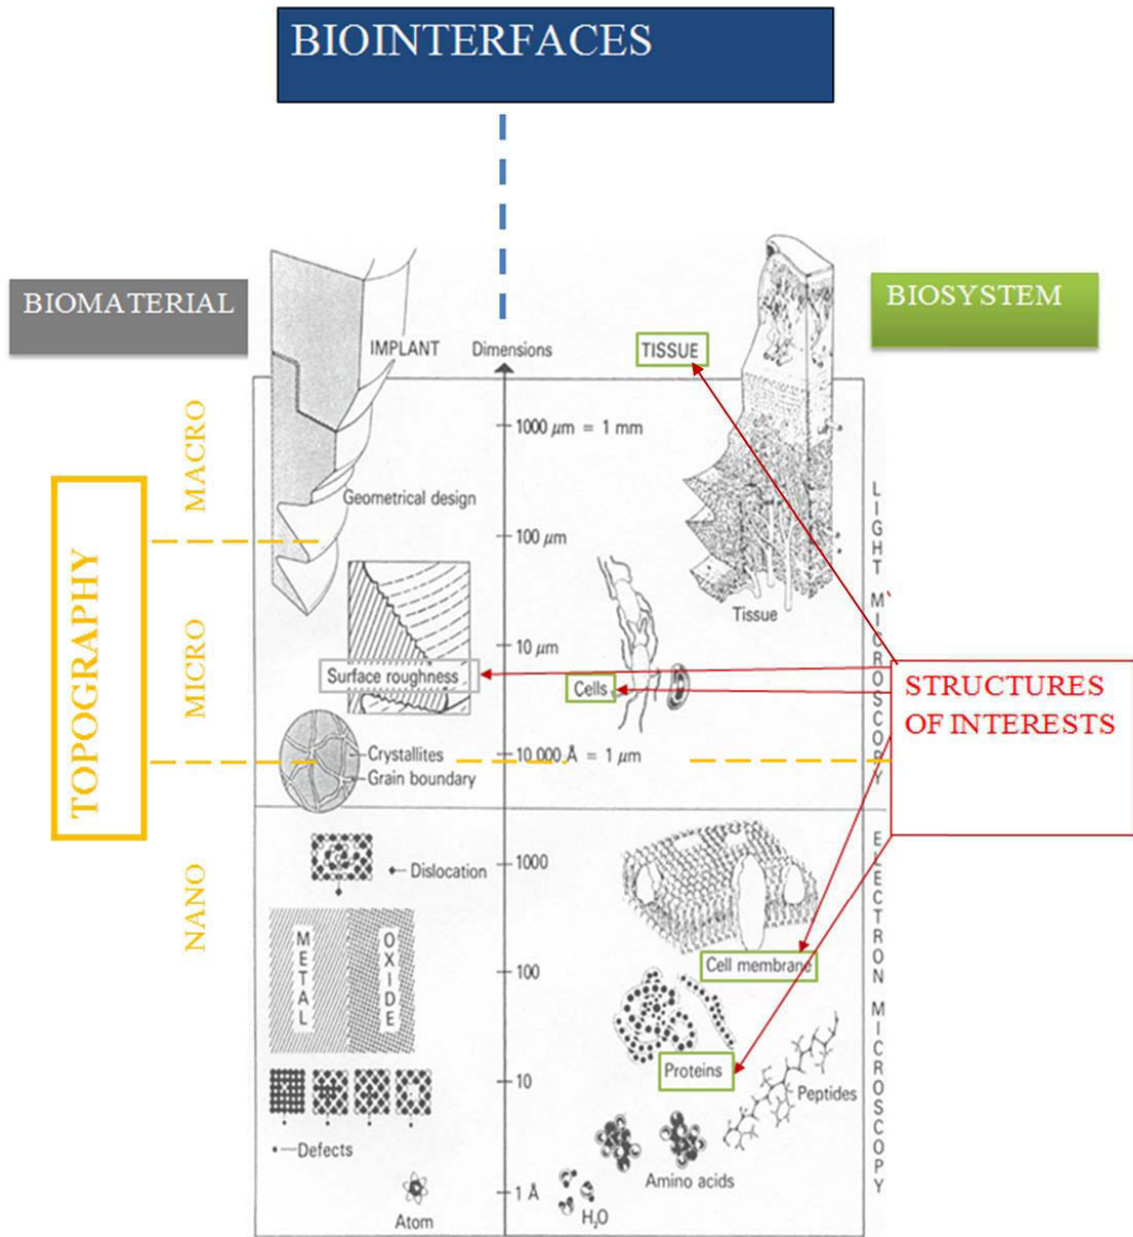 BIOINTERFACES
BIOMATERIAL
BIOSYSTEM
IMPLANT
Dimensions
TISSUE
1000 μm = 1 mm
MACRO
Geometrical design
100 μm
TOPOGRAPHY
Tissue
LIGHT MICROSCOPY
10 μm
MICRO
Surface roughness
Cells
STRUCTURES
OF INTERESTS
Crystallites
10 000 Å = 1 μm
Grain boundary
1000
Dislocation
NANO
METAL
OXIDE
Cell membrane
100
ELECTRON MICROSCOPY
Proteins
10
Peptides
Defects
Amino acids
1 Å
Atom
H₂O